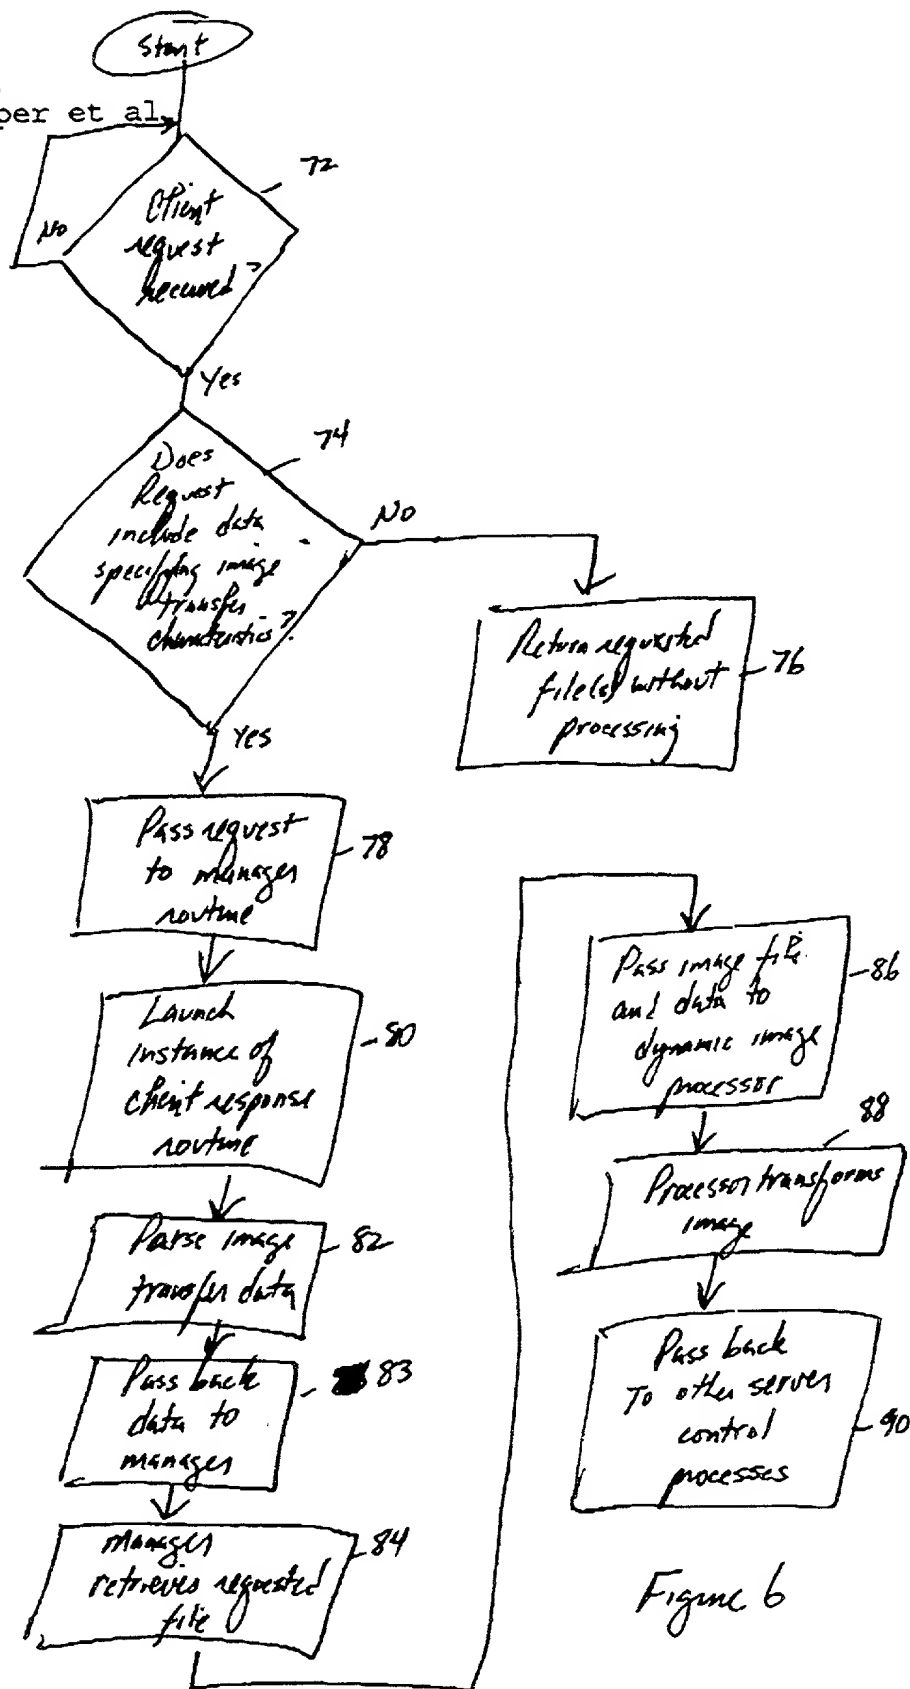 Start
per et al
72
Client
request
received?
No
Yes
74
Does
Request
include data
specifying image
transfer
charateristics?
No
Return requested
file(s) without
processing
76
Yes
Pass request
to manager
routine
78
Launch
instance of
client response
routine
80
Parse image
transfer data
82
Pass back
data to
manager
83
manager
retrieves requested
file
84
Pass image file
and data to
dynamic image
processor
86
88
Processor transforms
image
Pass back
To other server
control
processes
90
Figure 6